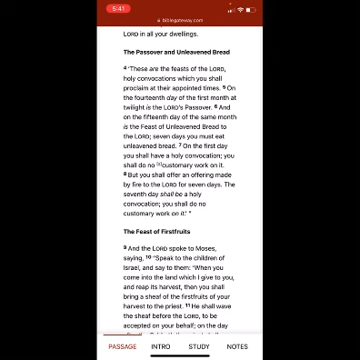 5:41
biblegateway.com
LORD in all your dwellings.
The Passover and Unleavened Bread
4 'These are the feasts of the LORD,
holy convocations which you shall
proclaim at their appointed times. 5 On
the fourteenth day of the first month at
twilight is the LORD's Passover. 6 And
on the fifteenth day of the same month
is the Feast of Unleavened Bread to
the LORD; seven days you must eat
unleavened bread. 7 On the first day
you shall have a holy convocation; you
shall do no [a]customary work on it.
8 But you shall offer an offering made
by fire to the LORD for seven days. The
seventh day shall be a holy
convocation; you shall do no
customary work on it.' "
The Feast of Firstfruits
9 And the LORD spoke to Moses,
saying, 10 "Speak to the children of
Israel, and say to them: 'When you
come into the land which I give to you,
and reap its harvest, then you shall
bring a sheaf of the firstfruits of your
harvest to the priest. 11 He shall wave
the sheaf before the LORD, to be
accepted on your behalf; on the day
PASSAGE INTRO STUDY NOTES